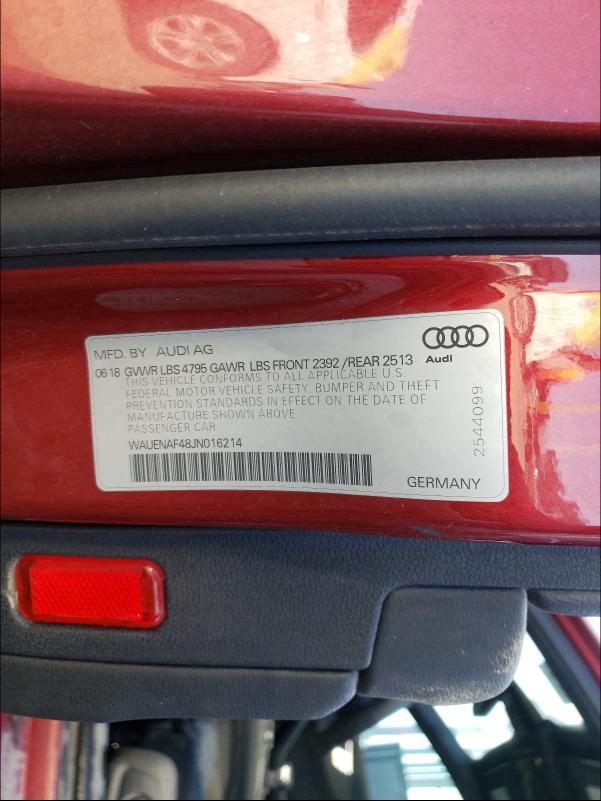 MFD. BY AUDI AG
06 18 GVWR LBS 4795 GAWR LBS FRONT 2392 /REAR 2513
Audi
THIS VEHICLE CONFORMS TO ALL APPLICABLE U.S.
FEDERAL MOTOR VEHICLE SAFETY, BUMPER AND THEFT
PREVENTION STANDARDS IN EFFECT ON THE DATE OF
MANUFACTURE SHOWN ABOVE
PASSENGER CAR
WAUENAF48JN016214
GERMANY
2544099